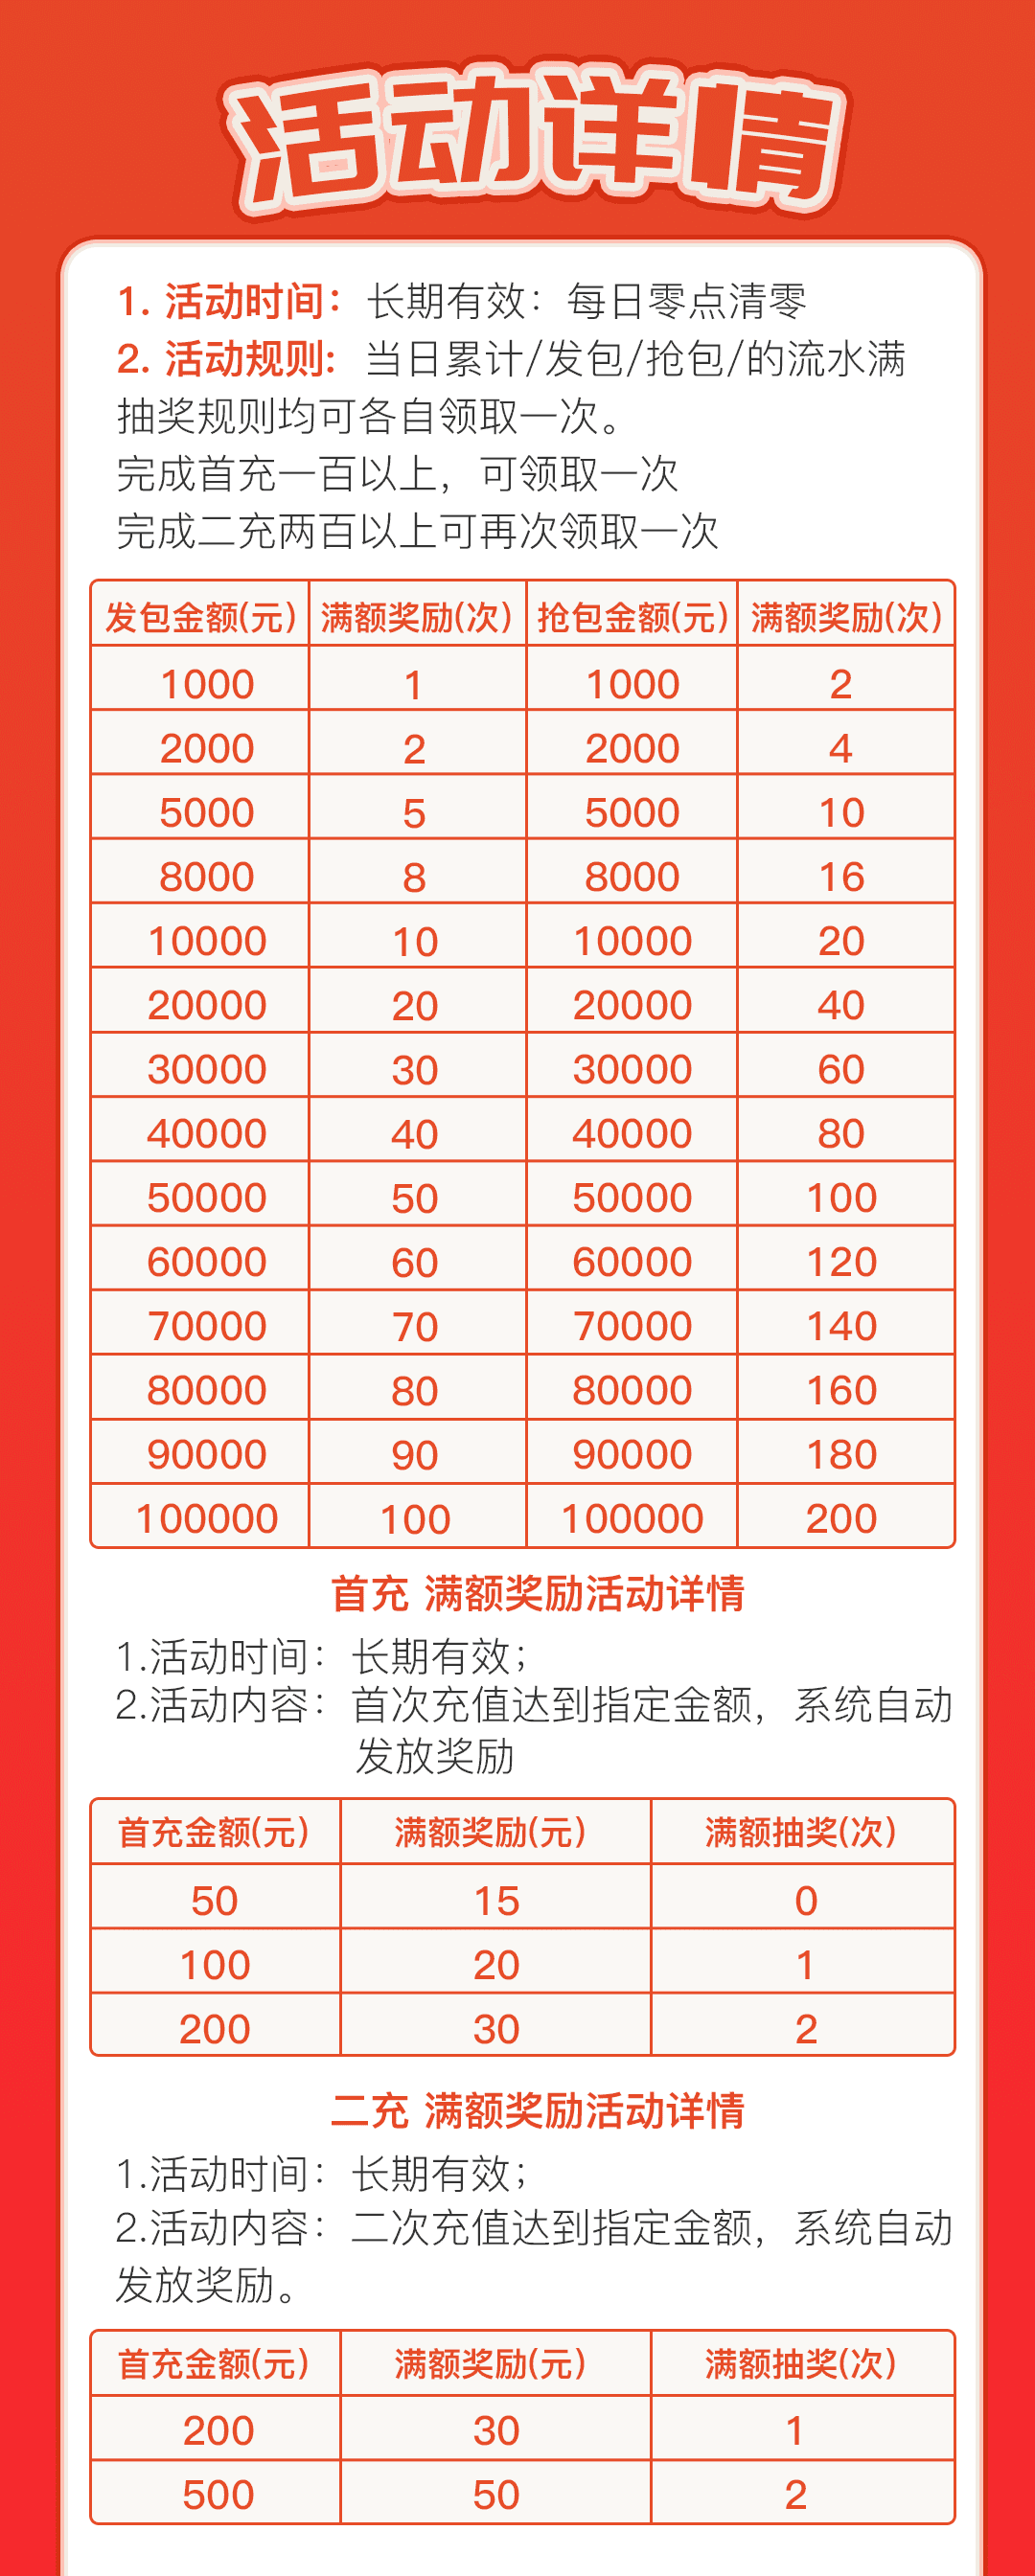 活动详情
1. 活动时间：长期有效：每日零点清零
2. 活动规则: 当日累计/发包/抢包/的流水满
抽奖规则均可各自领取一次。
完成首充一百以上，可领取一次
完成二充两百以上可再次领取一次
发包金额(元) 满额奖励(次) 抢包金额(元) 满额奖励(次)
1000 1 1000 2
2000 2 2000 4
5000 5 5000 10
8000 8 8000 16
10000 10 10000 20
20000 20 20000 40
30000 30 30000 60
40000 40 40000 80
50000 50 50000 100
60000 60 60000 120
70000 70 70000 140
80000 80 80000 160
90000 90 90000 180
100000 100 100000 200
首充 满额奖励活动详情
1.活动时间：长期有效；
2.活动内容：首次充值达到指定金额，系统自动
发放奖励
首充金额(元) 满额奖励(元) 满额抽奖(次)
50 15 0
100 20 1
200 30 2
二充 满额奖励活动详情
1.活动时间：长期有效；
2.活动内容：二次充值达到指定金额，系统自动
发放奖励。
首充金额(元) 满额奖励(元) 满额抽奖(次)
200 30 1
500 50 2